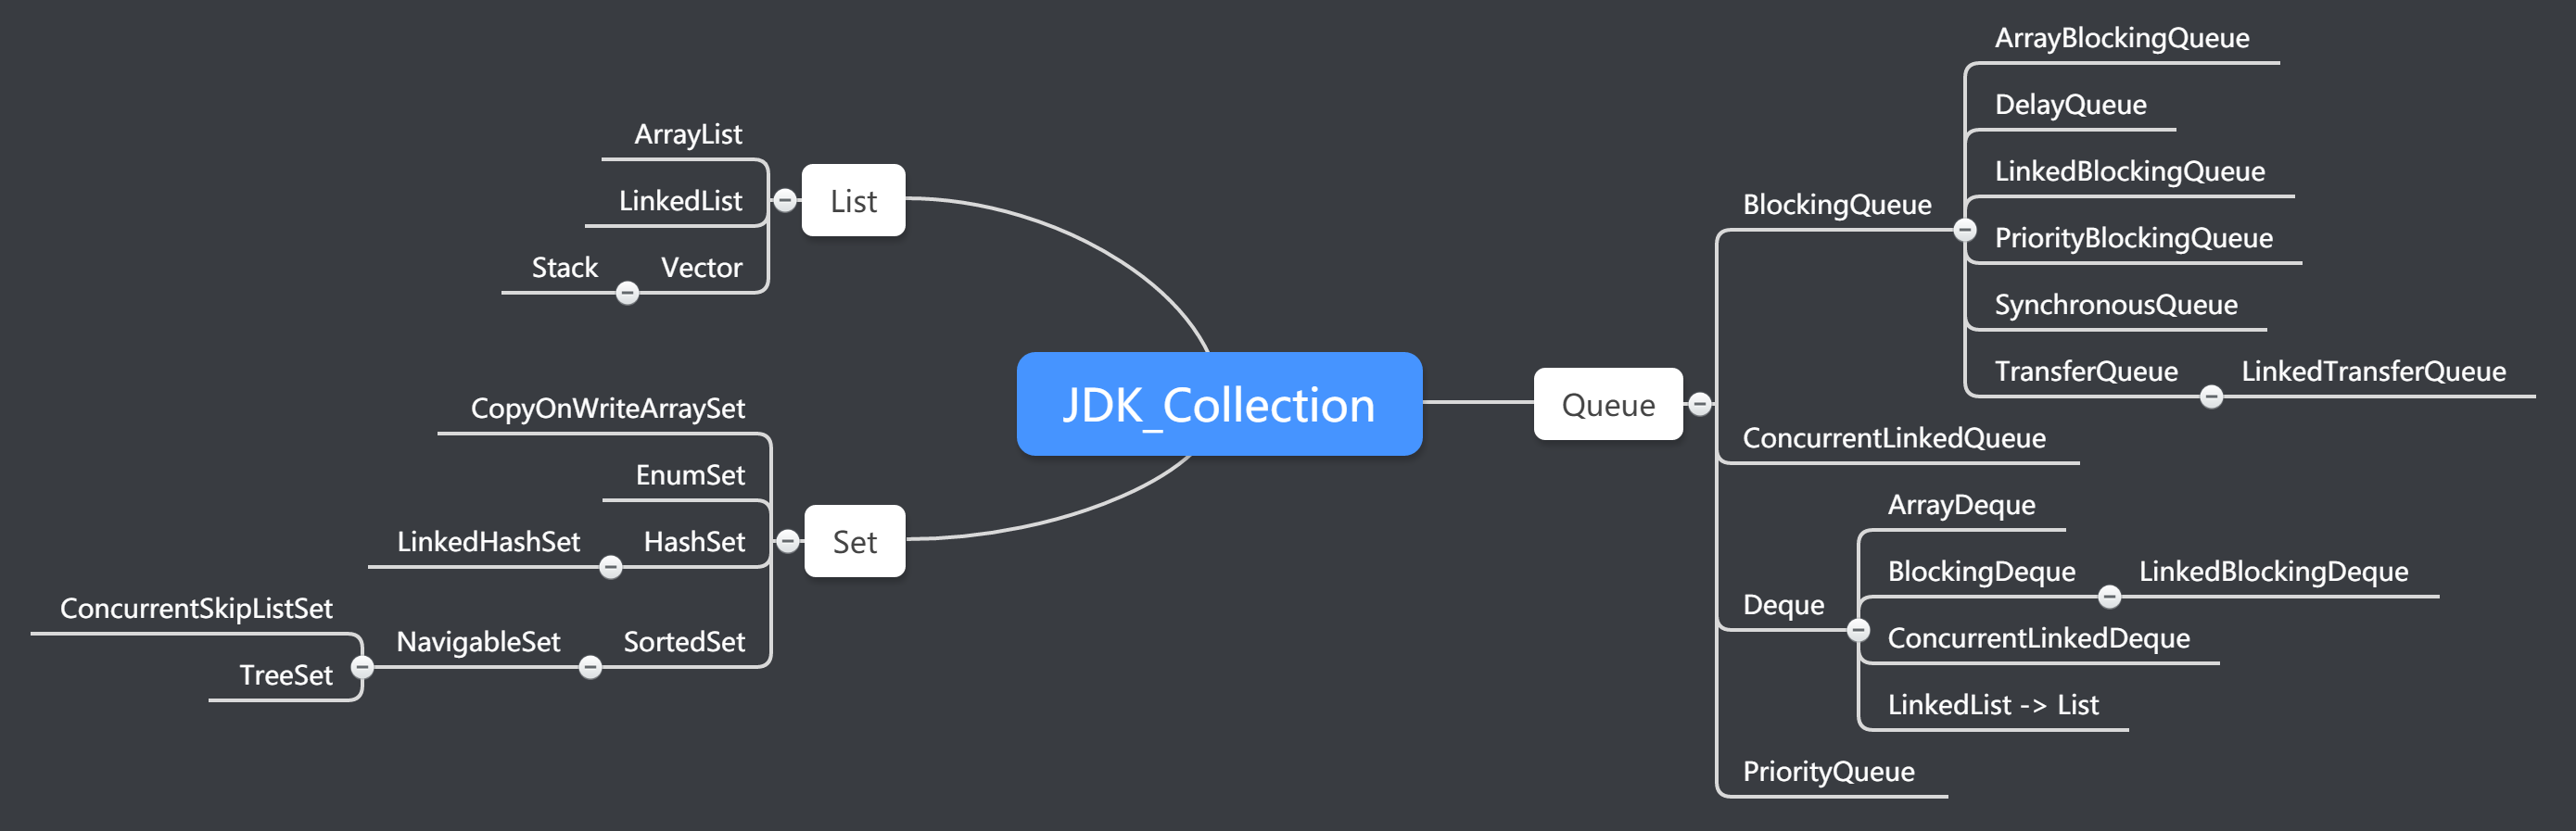 JDK_Collection
List
ArrayList
LinkedList
Vector
Stack
Set
CopyOnWriteArraySet
EnumSet
HashSet
LinkedHashSet
SortedSet
NavigableSet
ConcurrentSkipListSet
TreeSet
Queue
BlockingQueue
ArrayBlockingQueue
DelayQueue
LinkedBlockingQueue
PriorityBlockingQueue
SynchronousQueue
TransferQueue
LinkedTransferQueue
ConcurrentLinkedQueue
Deque
ArrayDeque
BlockingDeque
LinkedBlockingDeque
ConcurrentLinkedDeque
LinkedList -> List
PriorityQueue